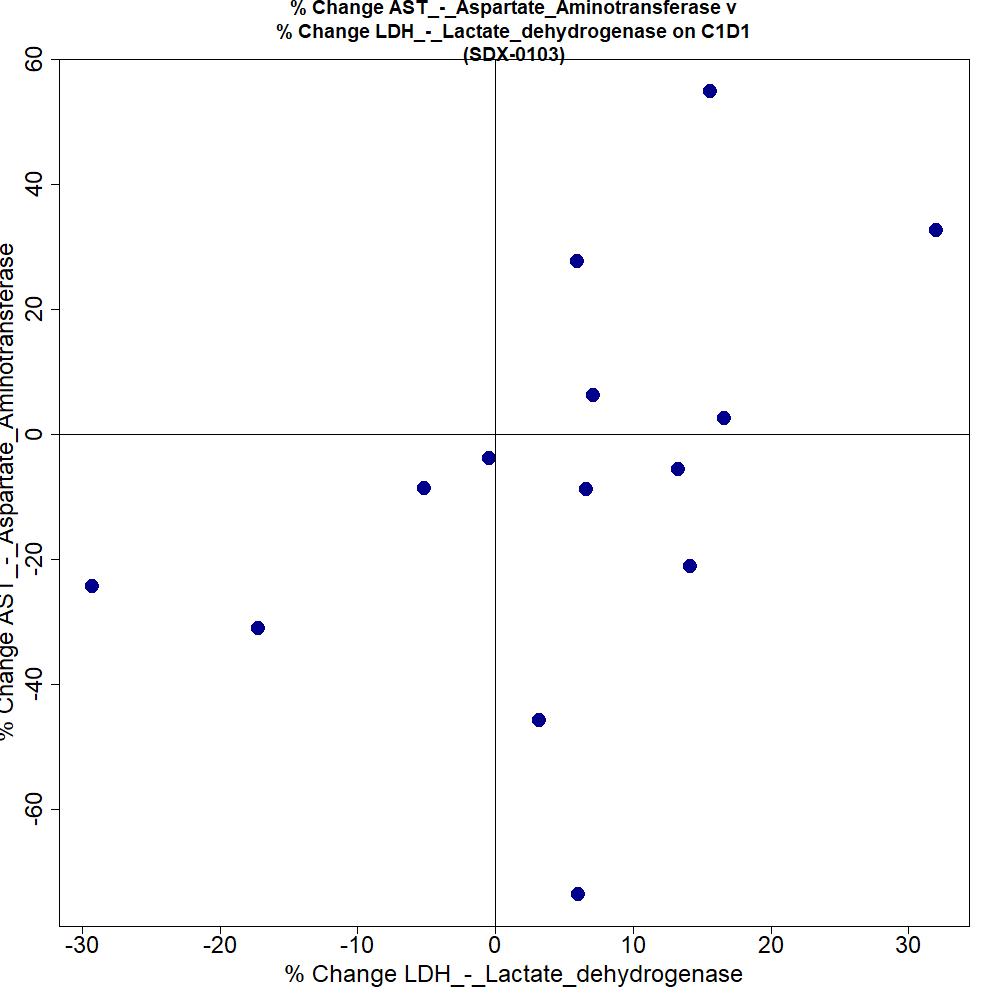 % Change AST_-_Aspartate_Aminotransferase v
% Change LDH_-_Lactate_dehydrogenase on C1D1
(SDX-0103)
% Change AST_-_Aspartate_Aminotransferase
60
40
20
0
-20
-40
-60
-30
-20
-10
0
10
20
30
% Change LDH_-_Lactate_dehydrogenase